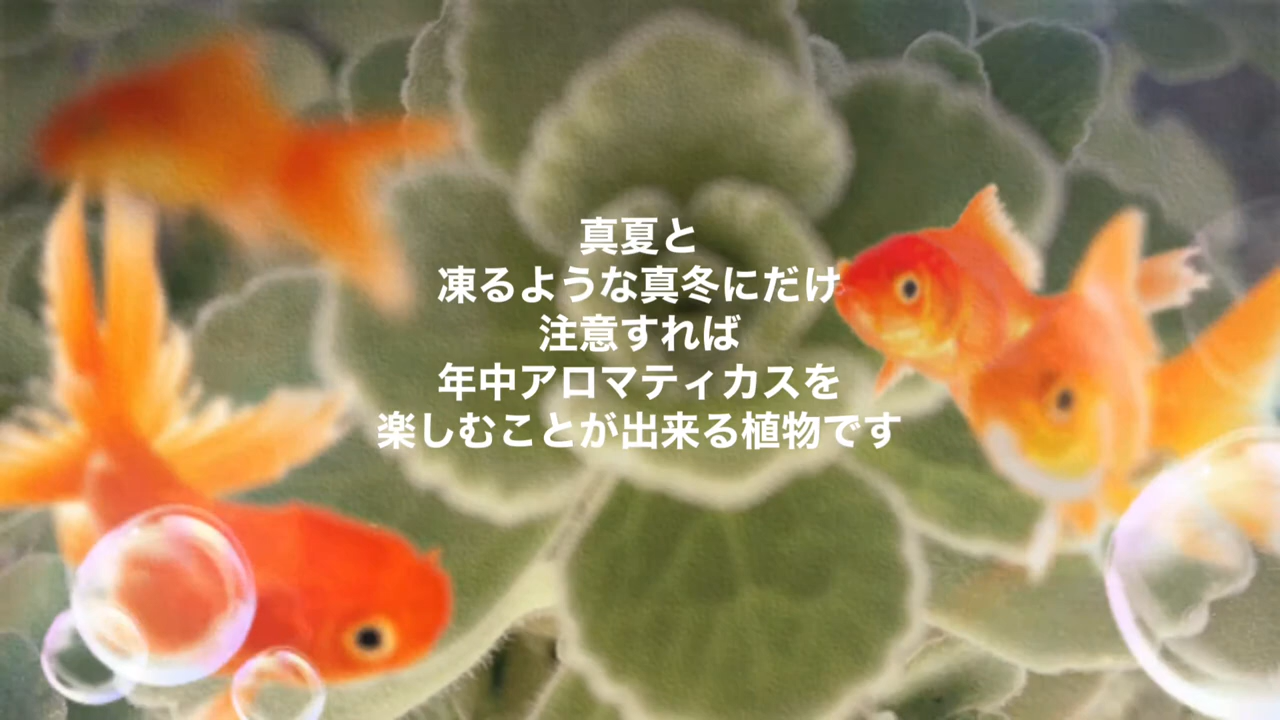 真夏と
凍るような真冬にだけ
注意すれば
年中アロマティカスを
楽しむことが出来る植物です